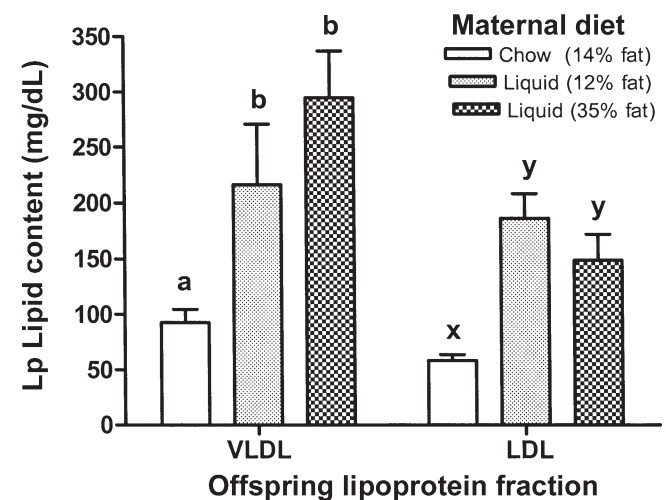 Maternal diet
Chow (14% fat)
Liquid (12% fat)
Liquid (35% fat)
Lp Lipid content (mg/dL)
350
300
250
200
150
100
50
0
a
b
b
x
y
y
VLDL
LDL
Offspring lipoprotein fraction